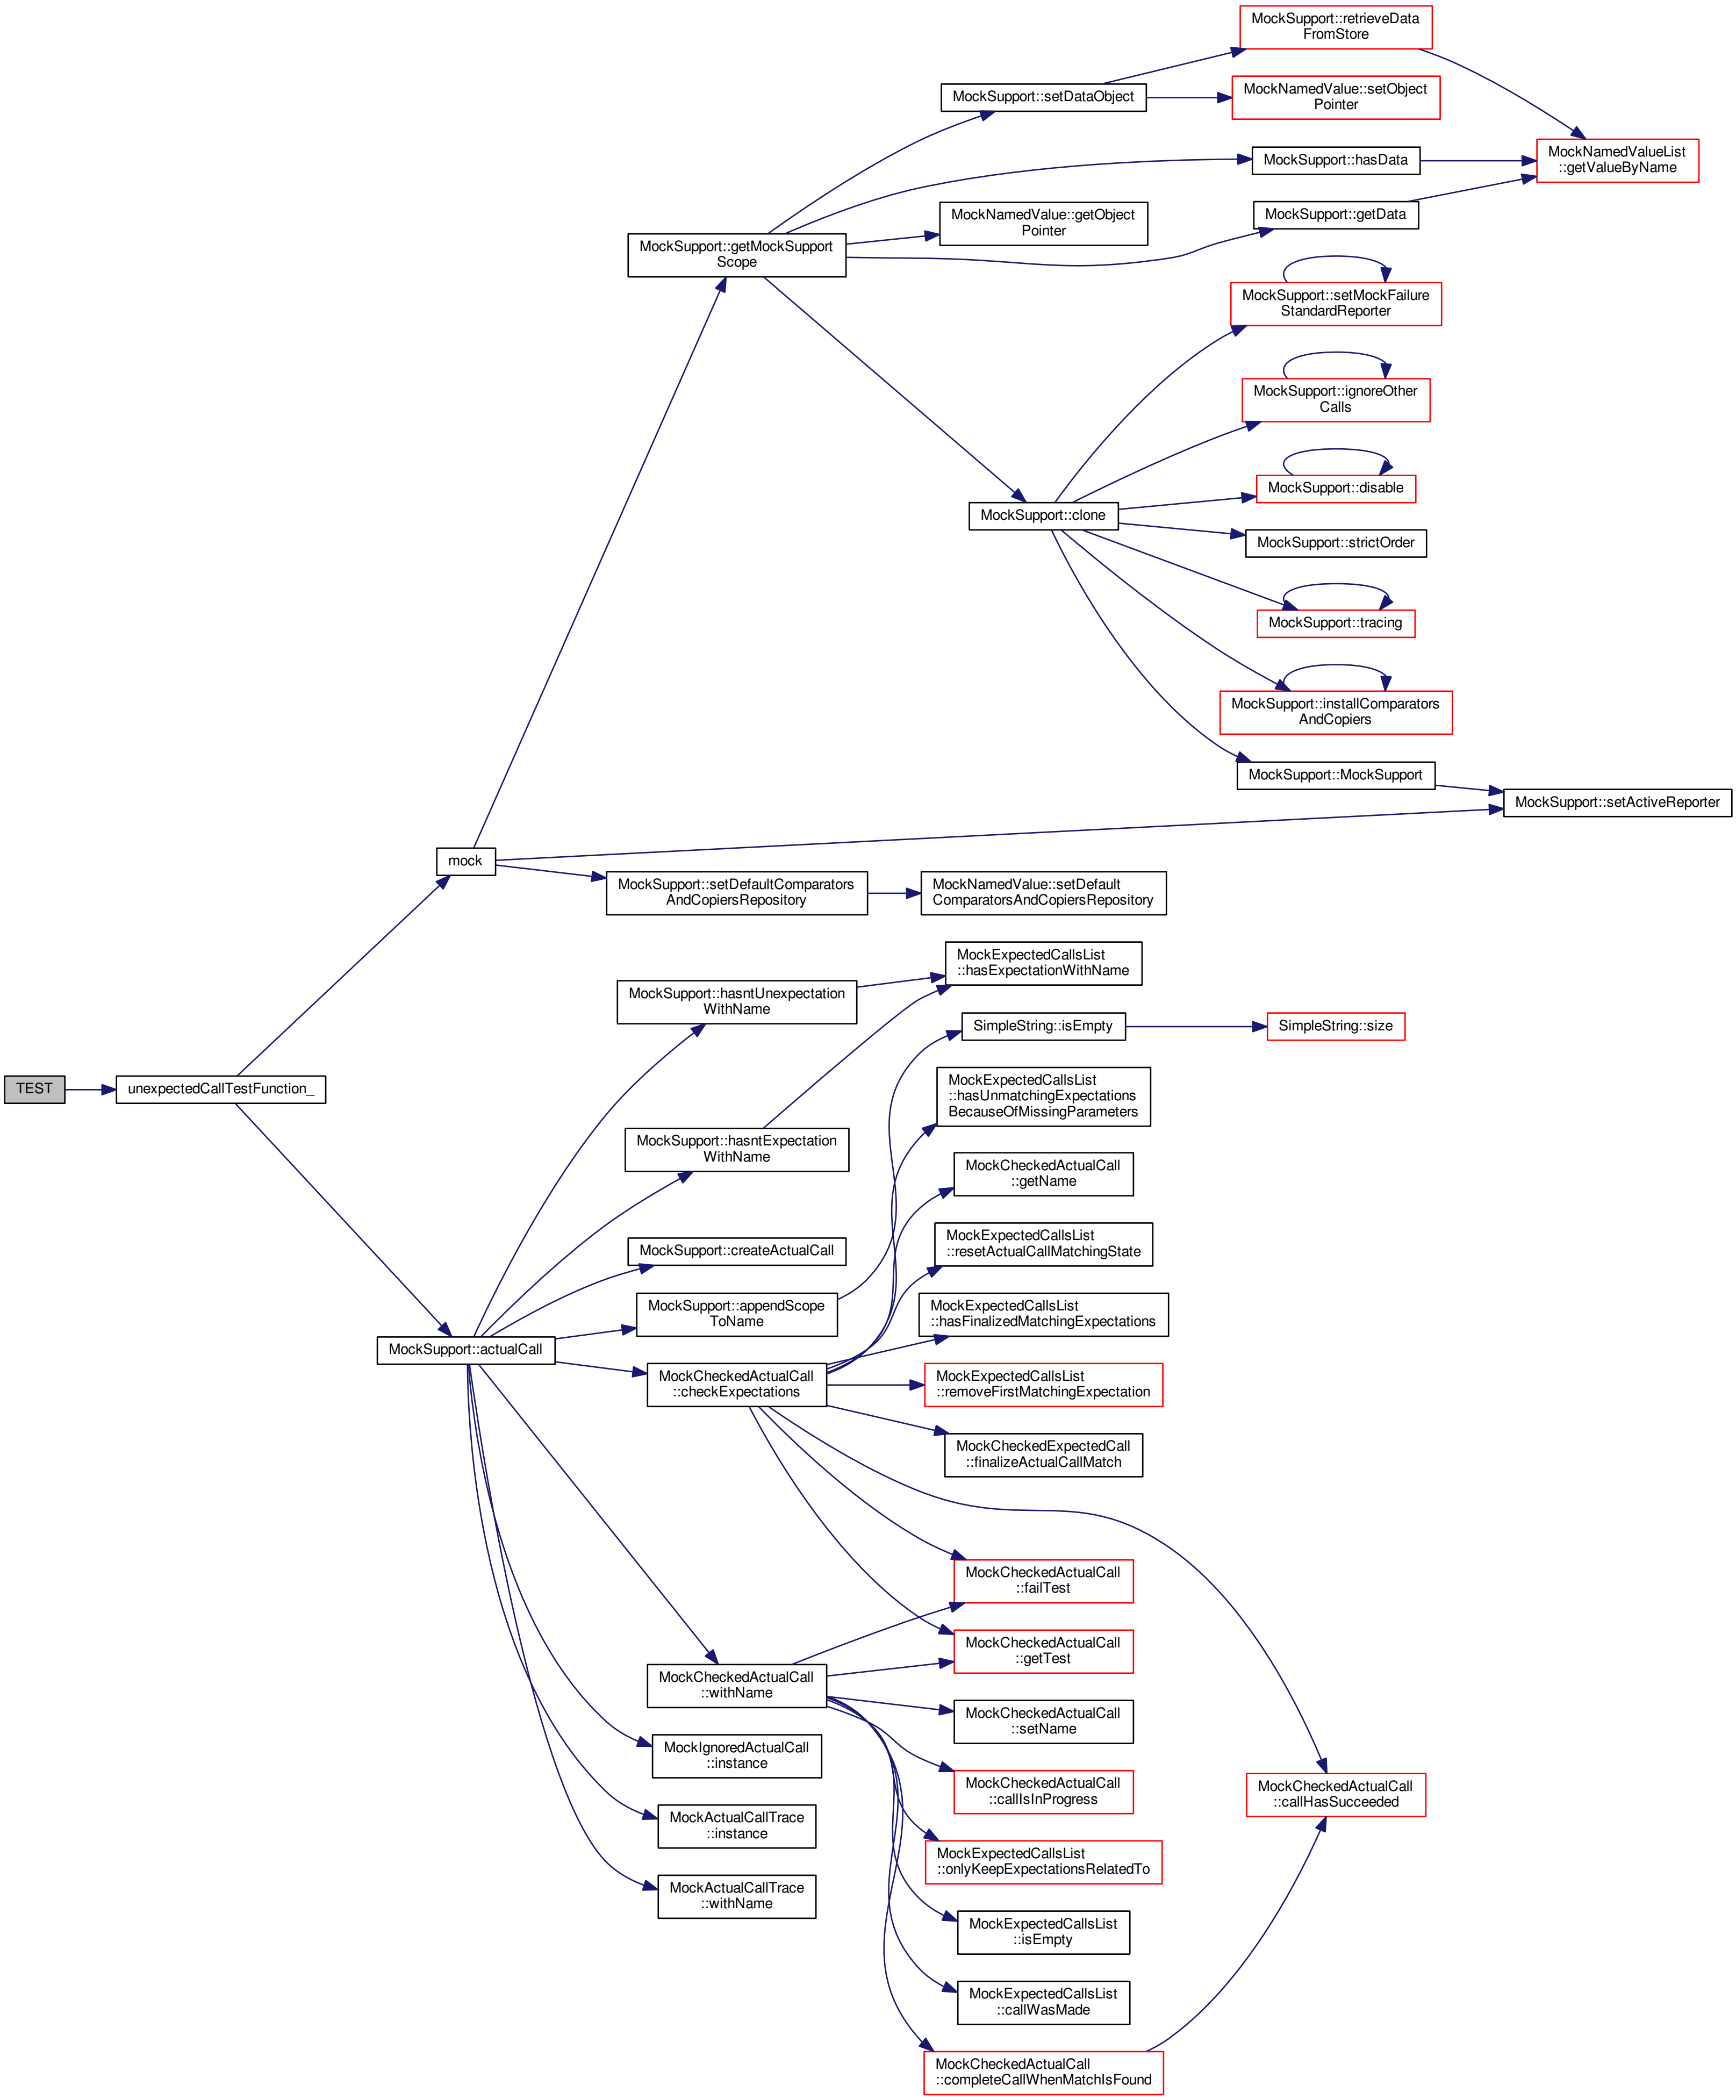 MockSupport::retrieveData
FromStore
MockSupport::setDataObject
MockNamedValue::setObject
Pointer
MockSupport::hasData
MockNamedValueList
::getValueByName
MockNamedValue::getObject
Pointer
MockSupport::getData
MockSupport::getMockSupport
Scope
MockSupport::setMockFailure
StandardReporter
MockSupport::ignoreOther
Calls
MockSupport::disable
MockSupport::clone
MockSupport::strictOrder
MockSupport::tracing
MockSupport::installComparators
AndCopiers
MockSupport::MockSupport
MockSupport::setActiveReporter
mock
MockSupport::setDefaultComparators
AndCopiersRepository
MockNamedValue::setDefault
ComparatorsAndCopiersRepository
MockExpectedCallsList
::hasExpectationWithName
MockSupport::hasntUnexpectation
WithName
SimpleString::isEmpty
SimpleString::size
TEST
unexpectedCallTestFunction_
MockExpectedCallsList
::hasUnmatchingExpectations
BecauseOfMissingParameters
MockSupport::hasntExpectation
WithName
MockCheckedActualCall
::getName
MockSupport::createActualCall
MockExpectedCallsList
::resetActualCallMatchingState
MockSupport::appendScope
ToName
MockExpectedCallsList
::hasFinalizedMatchingExpectations
MockSupport::actualCall
MockCheckedActualCall
::checkExpectations
MockExpectedCallsList
::removeFirstMatchingExpectation
MockCheckedExpectedCall
::finalizeActualCallMatch
MockCheckedActualCall
::failTest
MockCheckedActualCall
::getTest
MockCheckedActualCall
::withName
MockCheckedActualCall
::setName
MockIgnoredActualCall
::instance
MockCheckedActualCall
::callIsInProgress
MockCheckedActualCall
::callHasSucceeded
MockActualCallTrace
::instance
MockExpectedCallsList
::onlyKeepExpectationsRelatedTo
MockActualCallTrace
::withName
MockExpectedCallsList
::isEmpty
MockExpectedCallsList
::callWasMade
MockCheckedActualCall
::completeCallWhenMatchIsFound